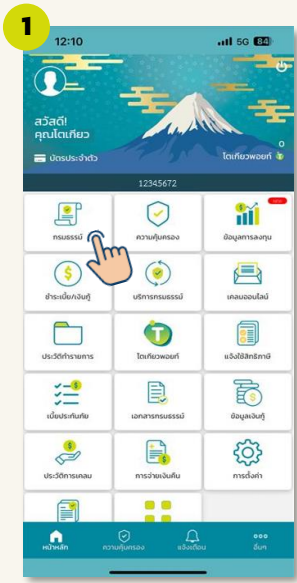 1
12:10
5G 84
สวัสดี!
คุณโตเกียว
0
บัตรประจำตัว
โตเกียวพอยท์
12345672
กรมธรรม์
ความคุ้มครอง
ข้อมูลการลงทุน
ชำระเบี้ย/เงินกู้
บริการกรมธรรม์
เคลมออนไลน์
ประวัติทำรายการ
โตเกียวพอยท์
แจ้งใช้สิทธิภาษี
เบี้ยประกันภัย
เอกสารกรมธรรม์
ข้อมูลเงินกู้
ประวัติการเคลม
การจ่ายเงินคืน
การตั้งค่า
หน้าหลัก
ความคุ้มครอง
แจ้งเตือน
อื่นๆ